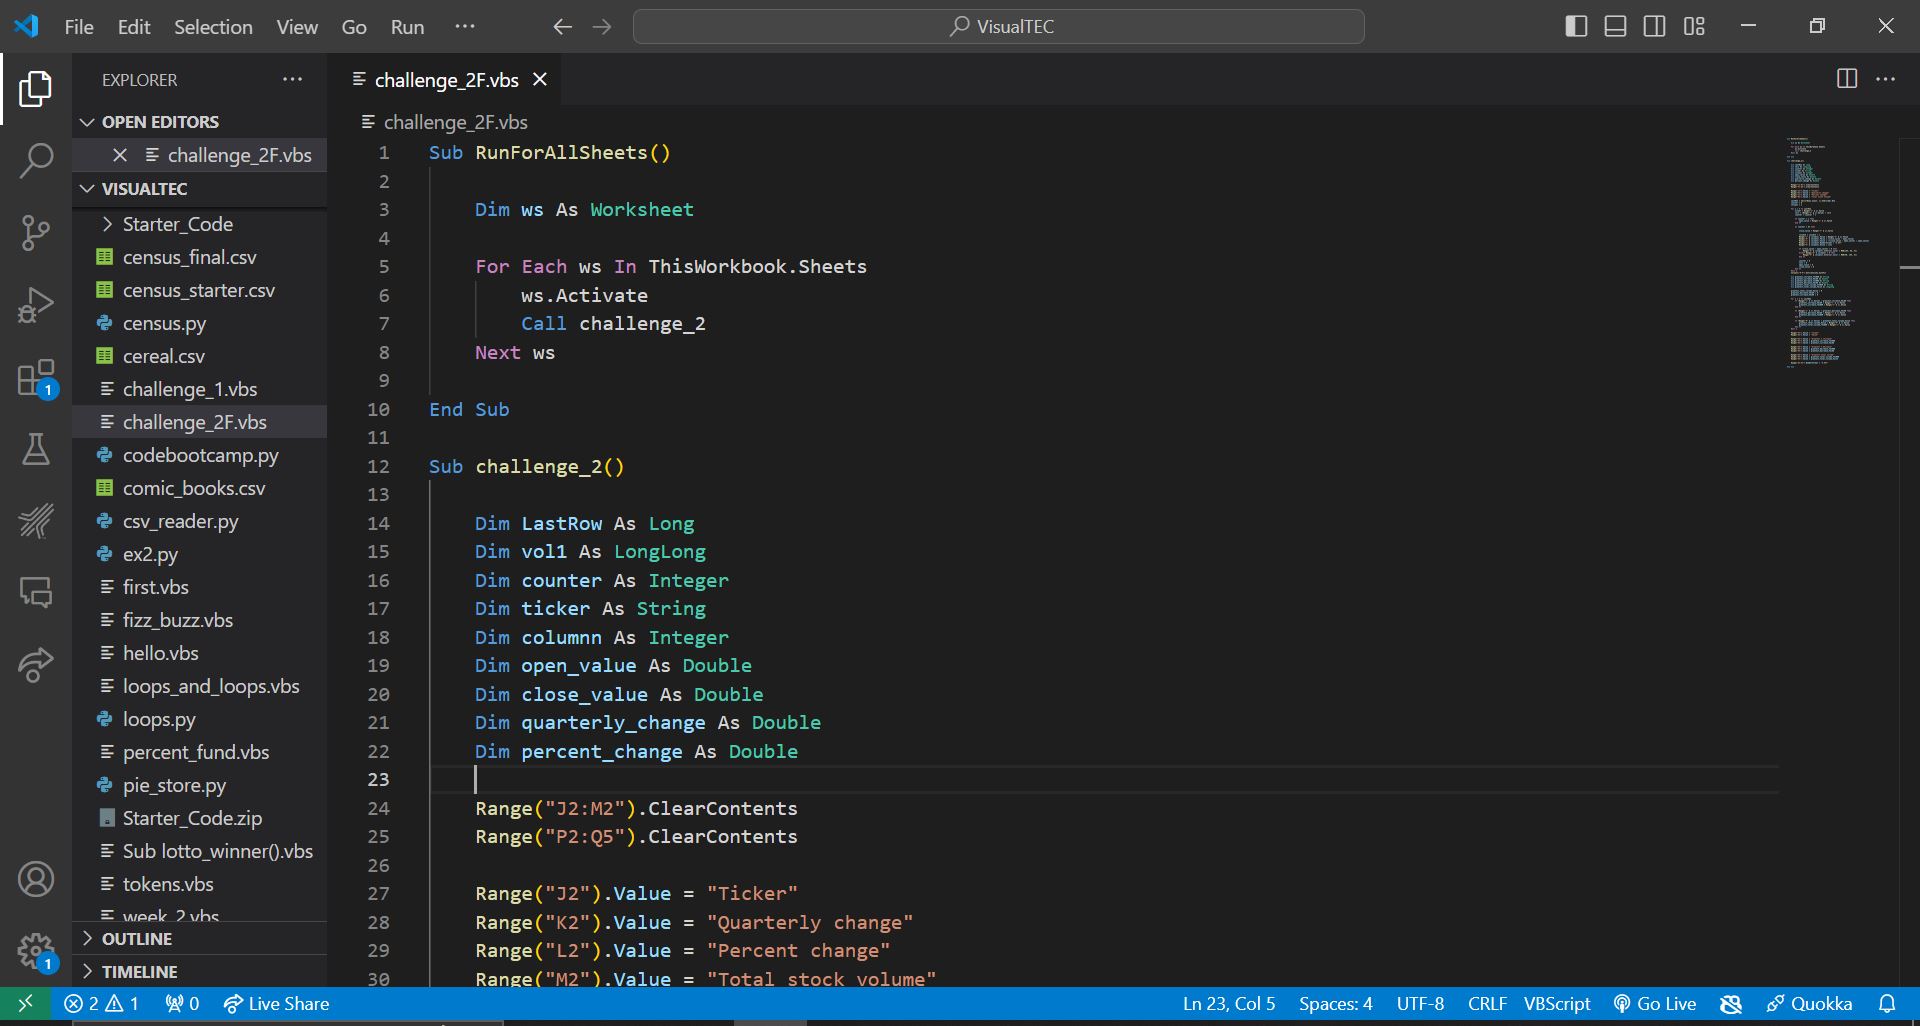 File Edit Selection View Go Run ··· VisualTEC
EXPLORER ···
OPEN EDITORS
challenge_2F.vbs
VISUALTEC
Starter_Code
census_final.csv
census_starter.csv
census.py
cereal.csv
challenge_1.vbs
challenge_2F.vbs
codebootcamp.py
comic_books.csv
csv_reader.py
ex2.py
first.vbs
fizz_buzz.vbs
hello.vbs
loops_and_loops.vbs
loops.py
percent_fund.vbs
pie_store.py
Starter_Code.zip
Sub lotto_winner().vbs
tokens.vbs
week_2.vbs
OUTLINE
TIMELINE
1
1
challenge_2F.vbs
challenge_2F.vbs
1 Sub RunForAllSheets()
2
3 Dim ws As Worksheet
4
5 For Each ws In ThisWorkbook.Sheets
6 ws.Activate
7 Call challenge_2
8 Next ws
9
10 End Sub
11
12 Sub challenge_2()
13
14 Dim LastRow As Long
15 Dim vol1 As LongLong
16 Dim counter As Integer
17 Dim ticker As String
18 Dim columnn As Integer
19 Dim open_value As Double
20 Dim close_value As Double
21 Dim quarterly_change As Double
22 Dim percent_change As Double
23
24 Range("J2:M2").ClearContents
25 Range("P2:Q5").ClearContents
26
27 Range("J2").Value = "Ticker"
28 Range("K2").Value = "Quarterly change"
29 Range("L2").Value = "Percent change"
30 Range("M2").Value = "Total stock volume"
2 1 0 Live Share Ln 23, Col 5 Spaces: 4 UTF-8 CRLF VBScript Go Live Quokka